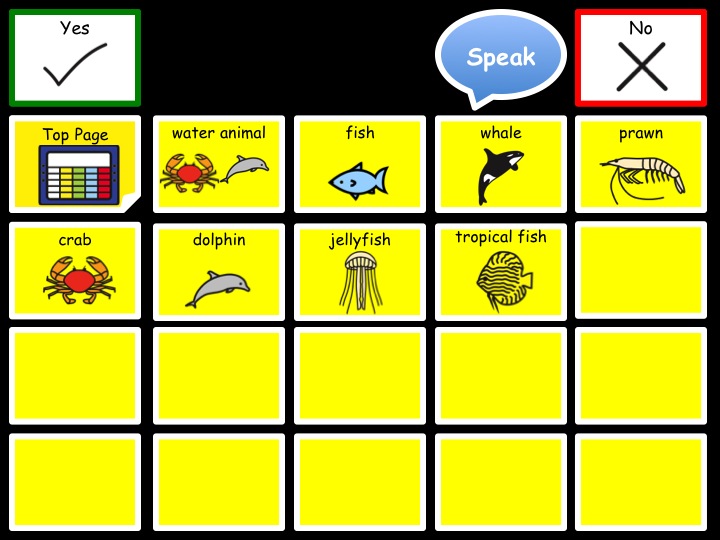 Yes
Speak
No
Top Page
water animal
fish
whale
prawn
crab
dolphin
jellyfish
tropical fish